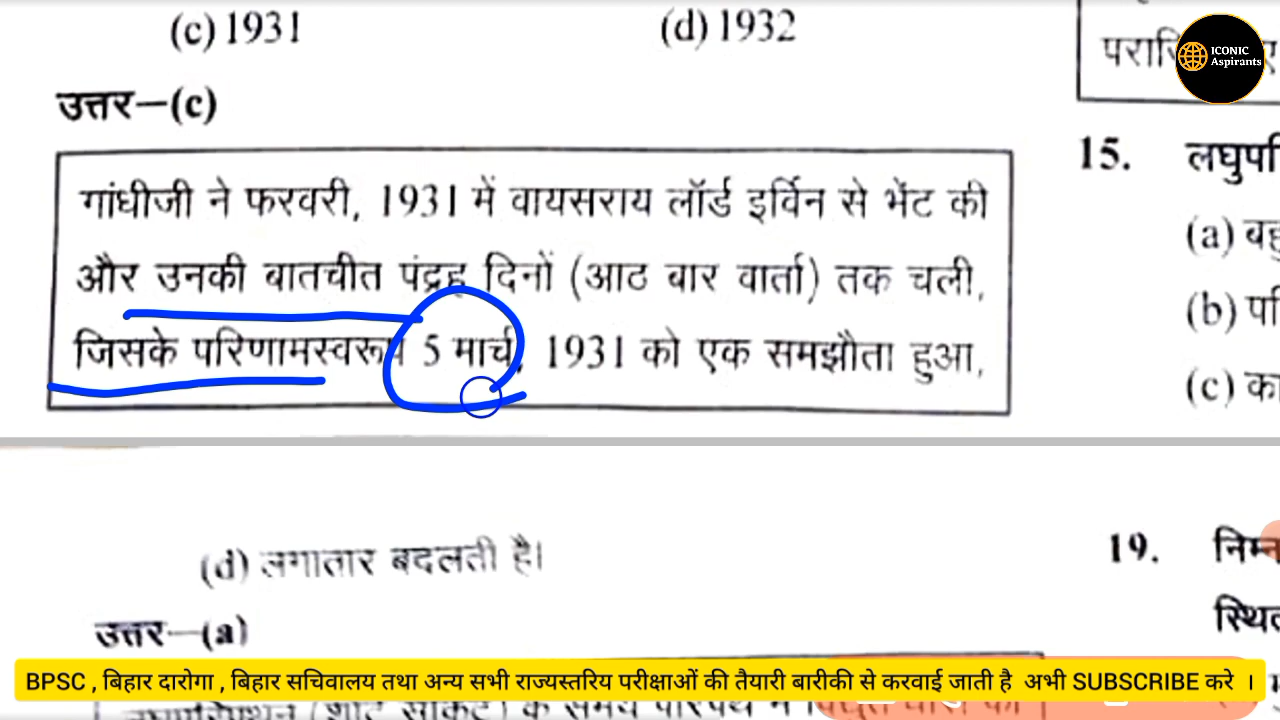 (c) 1931 (d) 1932
उत्तर–(c)
गांधीजी ने फरवरी, 1931 में वायसराय लॉर्ड इर्विन से भेंट की
और उनकी बातचीत पंद्रह दिनों (आठ बार वार्ता) तक चली,
जिसके परिणामस्वरूप 5 मार्च, 1931 को एक समझौता हुआ,
ICONIC
Aspirants
15.
(a)
(b)
(c)
(d) लगातार बदलती है।
उत्तर–(a)
19.
BPSC , बिहार दारोगा , बिहार सचिवालय तथा अन्य सभी राज्यस्तरिय परीक्षाओं की तैयारी बारीकी से करवाई जाती है अभी SUBSCRIBE करे ।